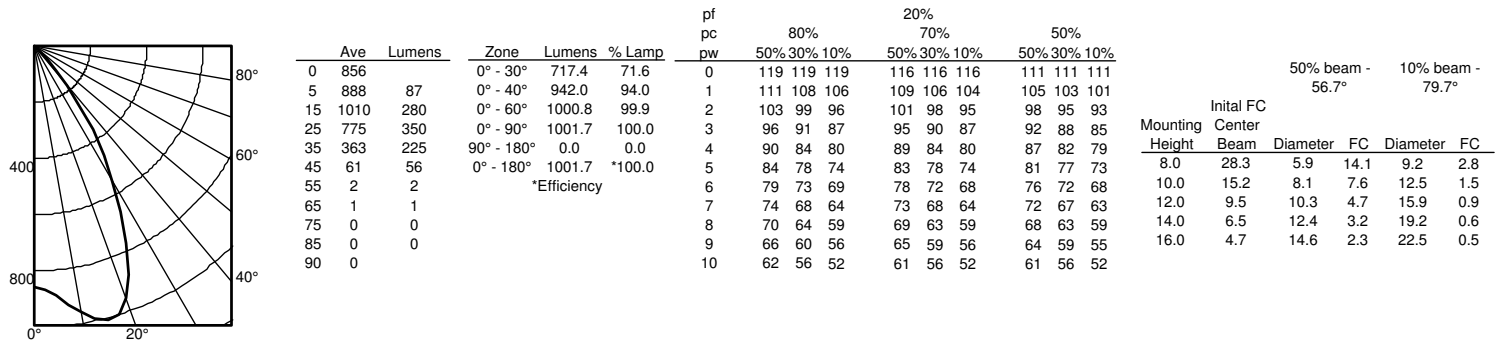 80°
60°
400
800
40°
0° 20°
Ave Lumens
0 856
5 888 87
15 1010 280
25 775 350
35 363 225
45 61 56
55 2 2
65 1 1
75 0 0
85 0 0
90 0
Zone Lumens % Lamp
0° - 30° 717.4 71.6
0° - 40° 942.0 94.0
0° - 60° 1000.8 99.9
0° - 90° 1001.7 100.0
90° - 180° 0.0 0.0
0° - 180° 1001.7 *100.0
*Efficiency
pf 20%
pc 80% 70% 50%
pw 50% 30% 10% 50% 30% 10% 50% 30% 10%
0 119 119 119 116 116 116 111 111 111
1 111 108 106 109 106 104 105 103 101
2 103 99 96 101 98 95 98 95 93
3 96 91 87 95 90 87 92 88 85
4 90 84 80 89 84 80 87 82 79
5 84 78 74 83 78 74 81 77 73
6 79 73 69 78 72 68 76 72 68
7 74 68 64 73 68 64 72 67 63
8 70 64 59 69 63 59 68 63 59
9 66 60 56 65 59 56 64 59 55
10 62 56 52 61 56 52 61 56 52
50% beam - 10% beam -
56.7° 79.7°
Inital FC
Mounting Center
Height Beam Diameter FC Diameter FC
8.0 28.3 5.9 14.1 9.2 2.8
10.0 15.2 8.1 7.6 12.5 1.5
12.0 9.5 10.3 4.7 15.9 0.9
14.0 6.5 12.4 3.2 19.2 0.6
16.0 4.7 14.6 2.3 22.5 0.5